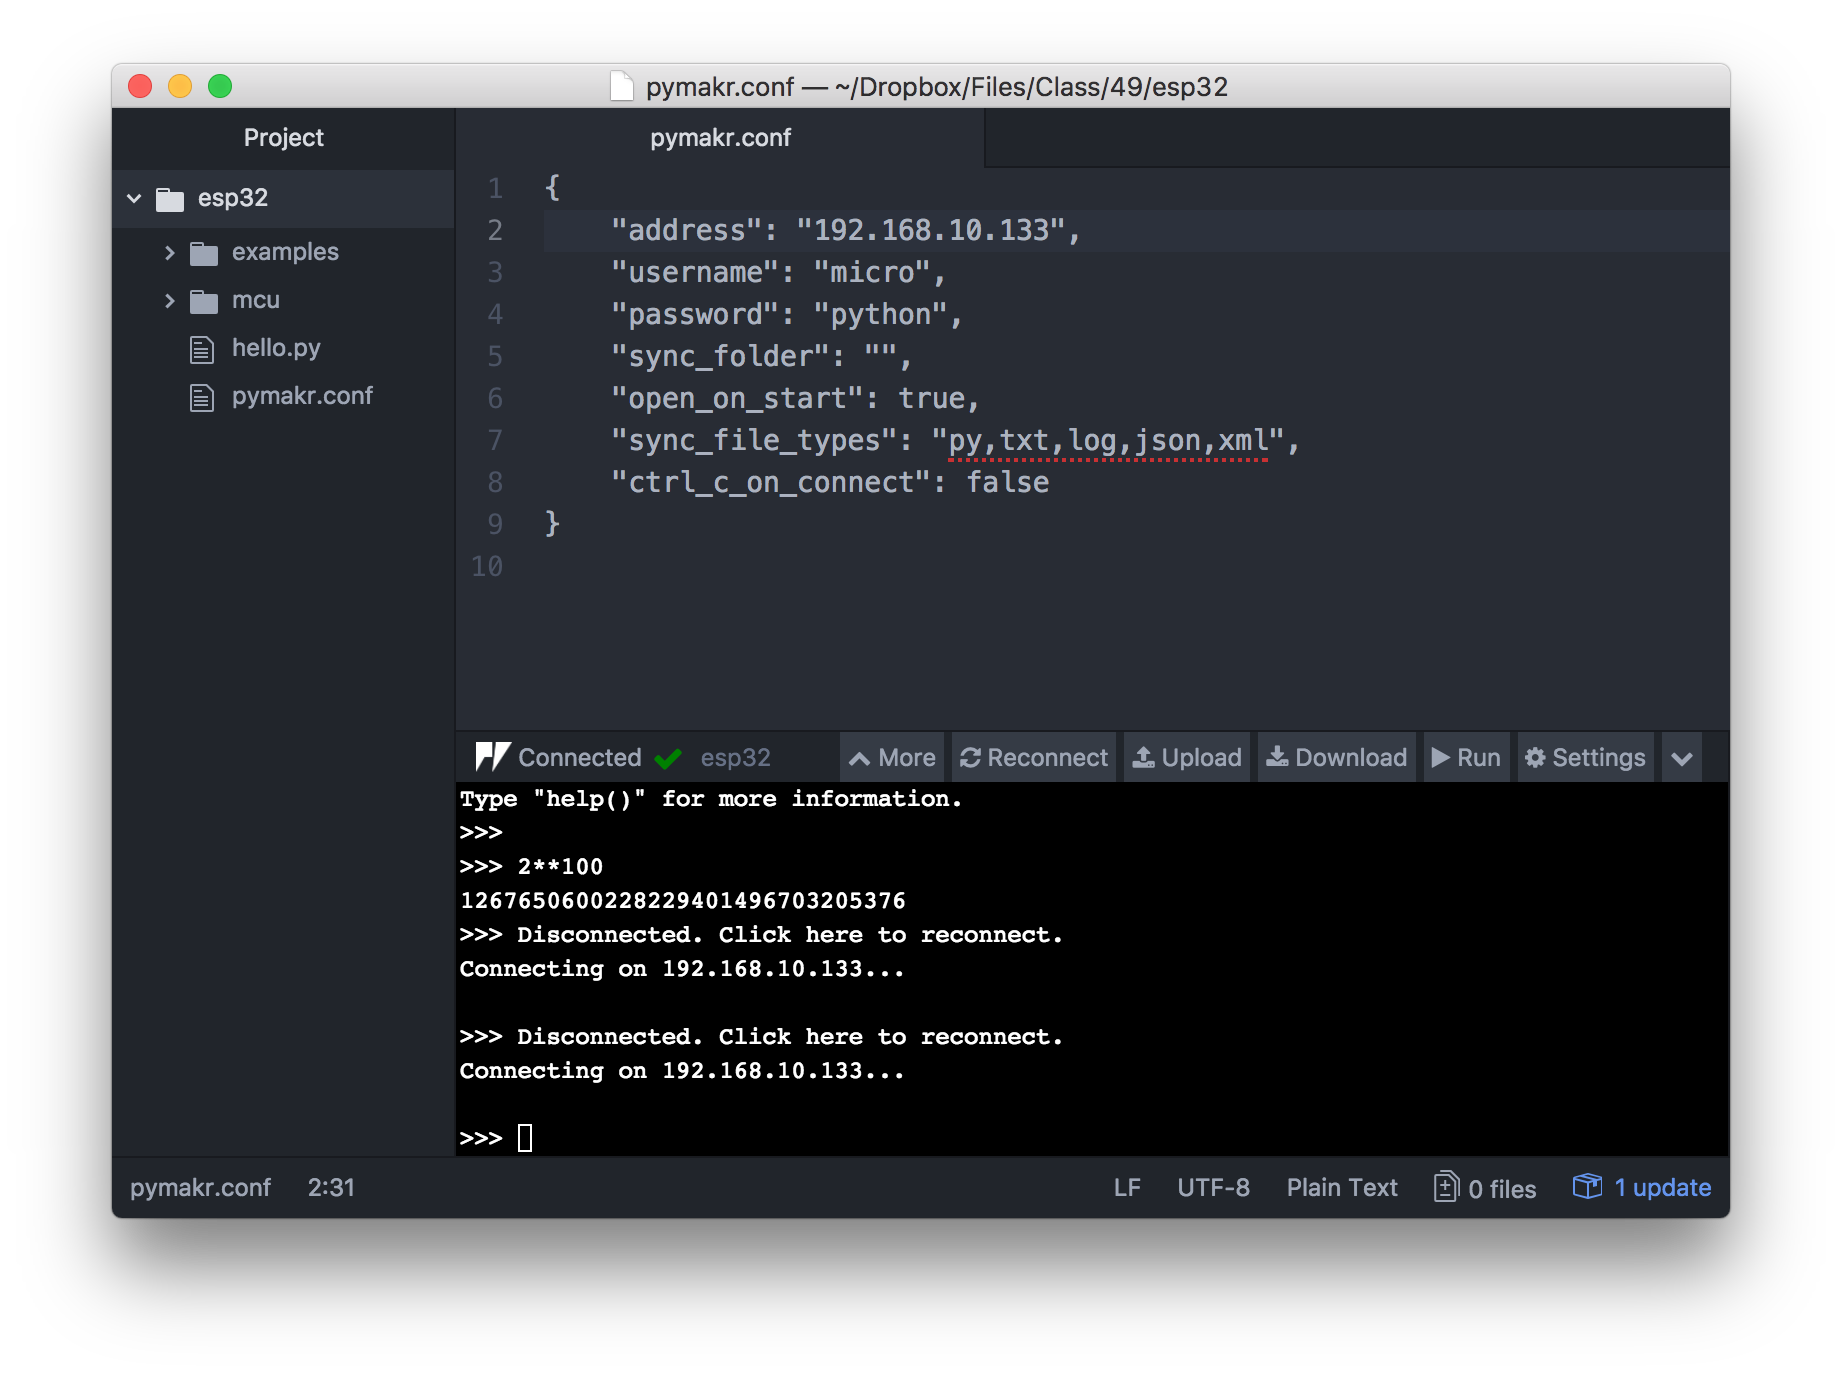 pymakr.conf — ~/Dropbox/Files/Class/49/esp32
Project
esp32
examples
mcu
hello.py
pymakr.conf
pymakr.conf
1 {
2 "address": "192.168.10.133",
3 "username": "micro",
4 "password": "python",
5 "sync_folder": "",
6 "open_on_start": true,
7 "sync_file_types": "py,txt,log,json,xml",
8 "ctrl_c_on_connect": false
9 }
10
Connected esp32 More Reconnect Upload Download Run Settings
Type "help()" for more information.
>>>
>>> 2**100
1267650600228229401496703205376
>>> Disconnected. Click here to reconnect.
Connecting on 192.168.10.133...
>>> Disconnected. Click here to reconnect.
Connecting on 192.168.10.133...
>>>
pymakr.conf 2:31 LF UTF-8 Plain Text 0 files 1 update